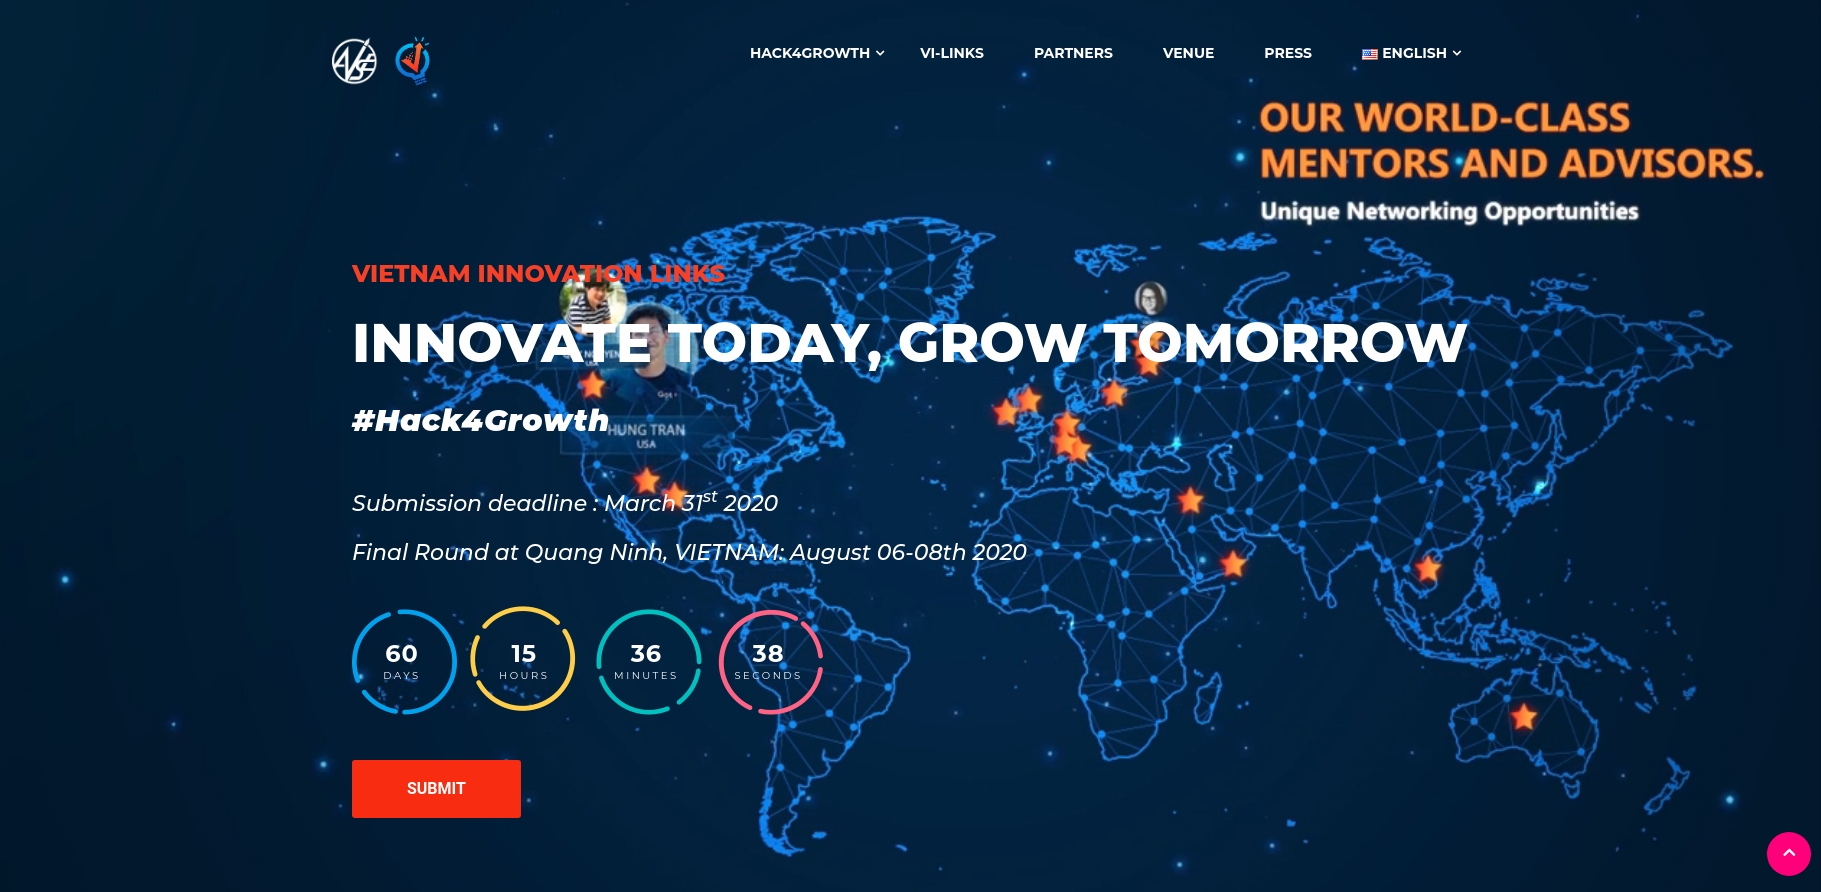 HACK4GROWTH VI-LINKS PARTNERS VENUE PRESS ENGLISH
OUR WORLD-CLASS
MENTORS AND ADVISORS.
Unique Networking Opportunities
VIETNAM INNOVATION LINKS
INNOVATE TODAY, GROW TOMORROW
USA
#Hack4Growth
HUNG TRAN
USA
Submission deadline : March 31st 2020
Final Round at Quang Ninh, VIETNAM: August 06-08th 2020
60 15 36 38
DAYS HOURS MINUTES SECONDS
SUBMIT